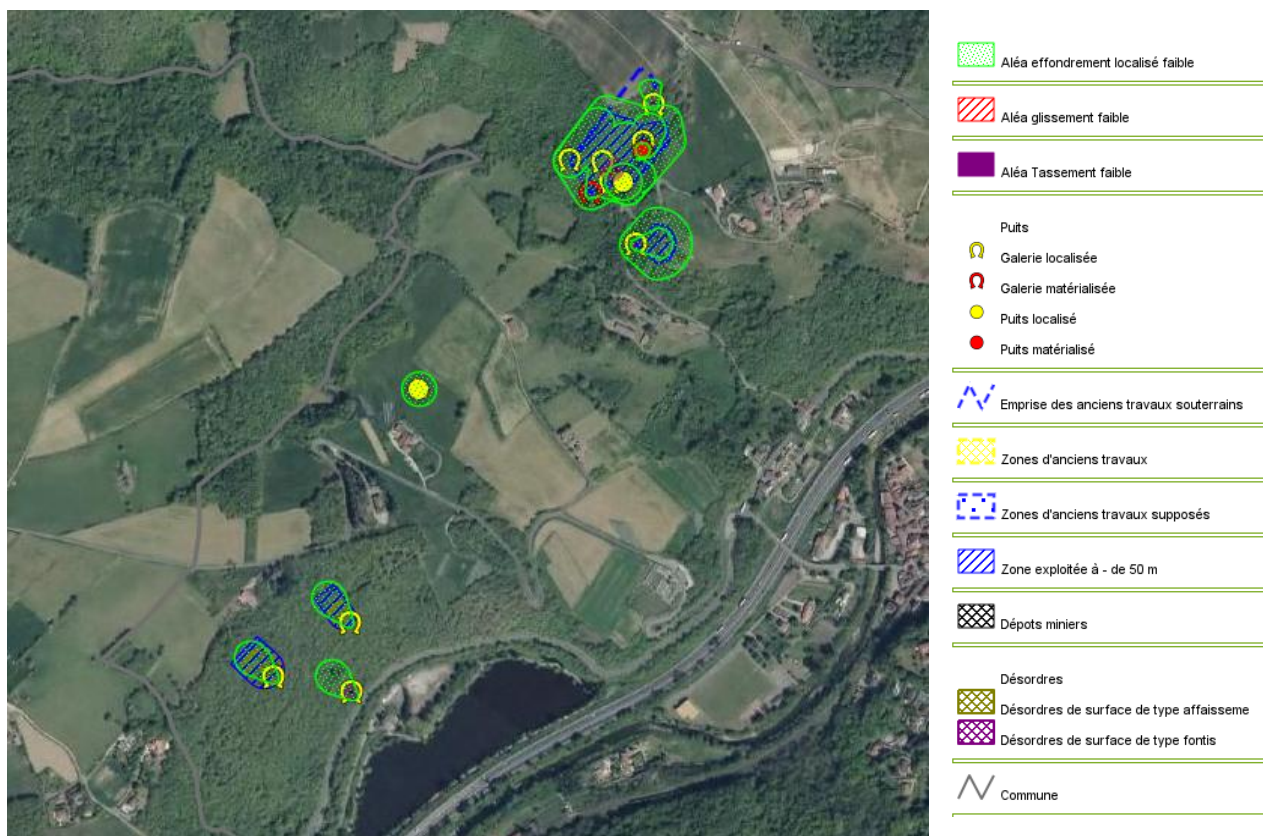 Aléa effondrement localisé faible
Aléa glissement faible
Aléa Tassement faible
Puits
Galerie localisée
Galerie matérialisée
Puits localisé
Puits matérialisé
Emprise des anciens travaux souterrains
Zones d'anciens travaux
Zones d'anciens travaux supposés
Zone exploitée à - de 50 m
Dépots miniers
Désordres
Désordres de surface de type affaisseme
Désordres de surface de type fontis
Commune